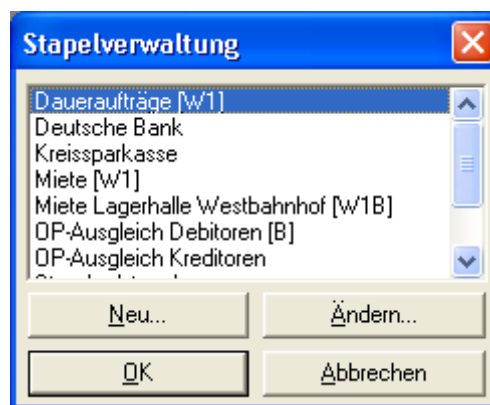 Stapelverwaltung
Daueraufträge [W1]
Deutsche Bank
Kreissparkasse
Miete [W1]
Miete Lagerhalle Westbahnhof [W1B]
OP-Ausgleich Debitoren [B]
OP-Ausgleich Kreditoren
Neu...
Ändern...
OK
Abbrechen